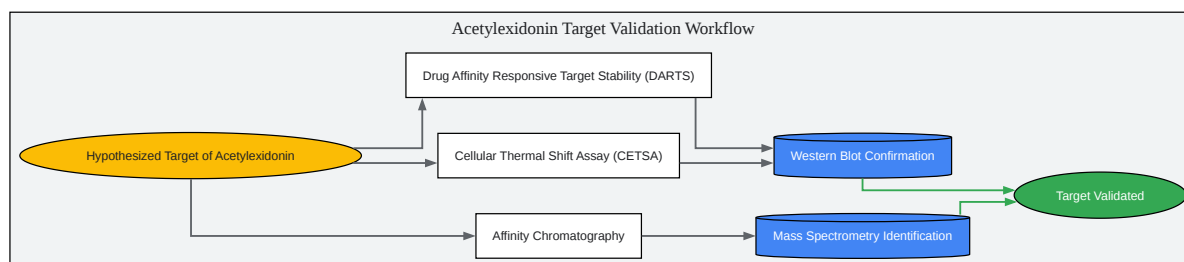 Acetylexidonin Target Validation Workflow
Drug Affinity Responsive Target Stability (DARTS)
Hypothesized Target of Acetylexidonin
Cellular Thermal Shift Assay (CETSA)
Western Blot Confirmation
Target Validated
Affinity Chromatography
Mass Spectrometry Identification